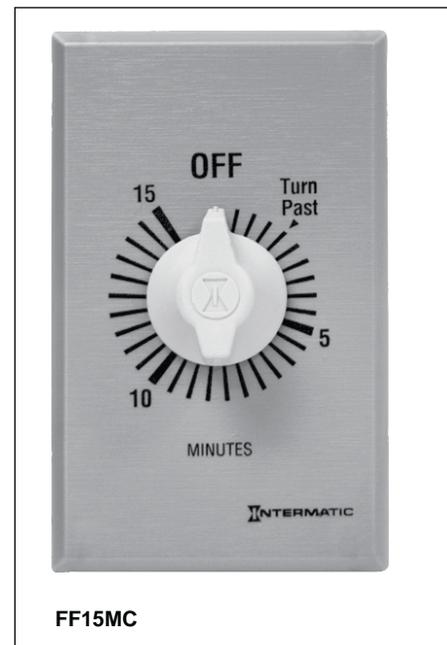 OFF
15
Turn
Past
5
10
MINUTES
INTERMATIC
FF15MC